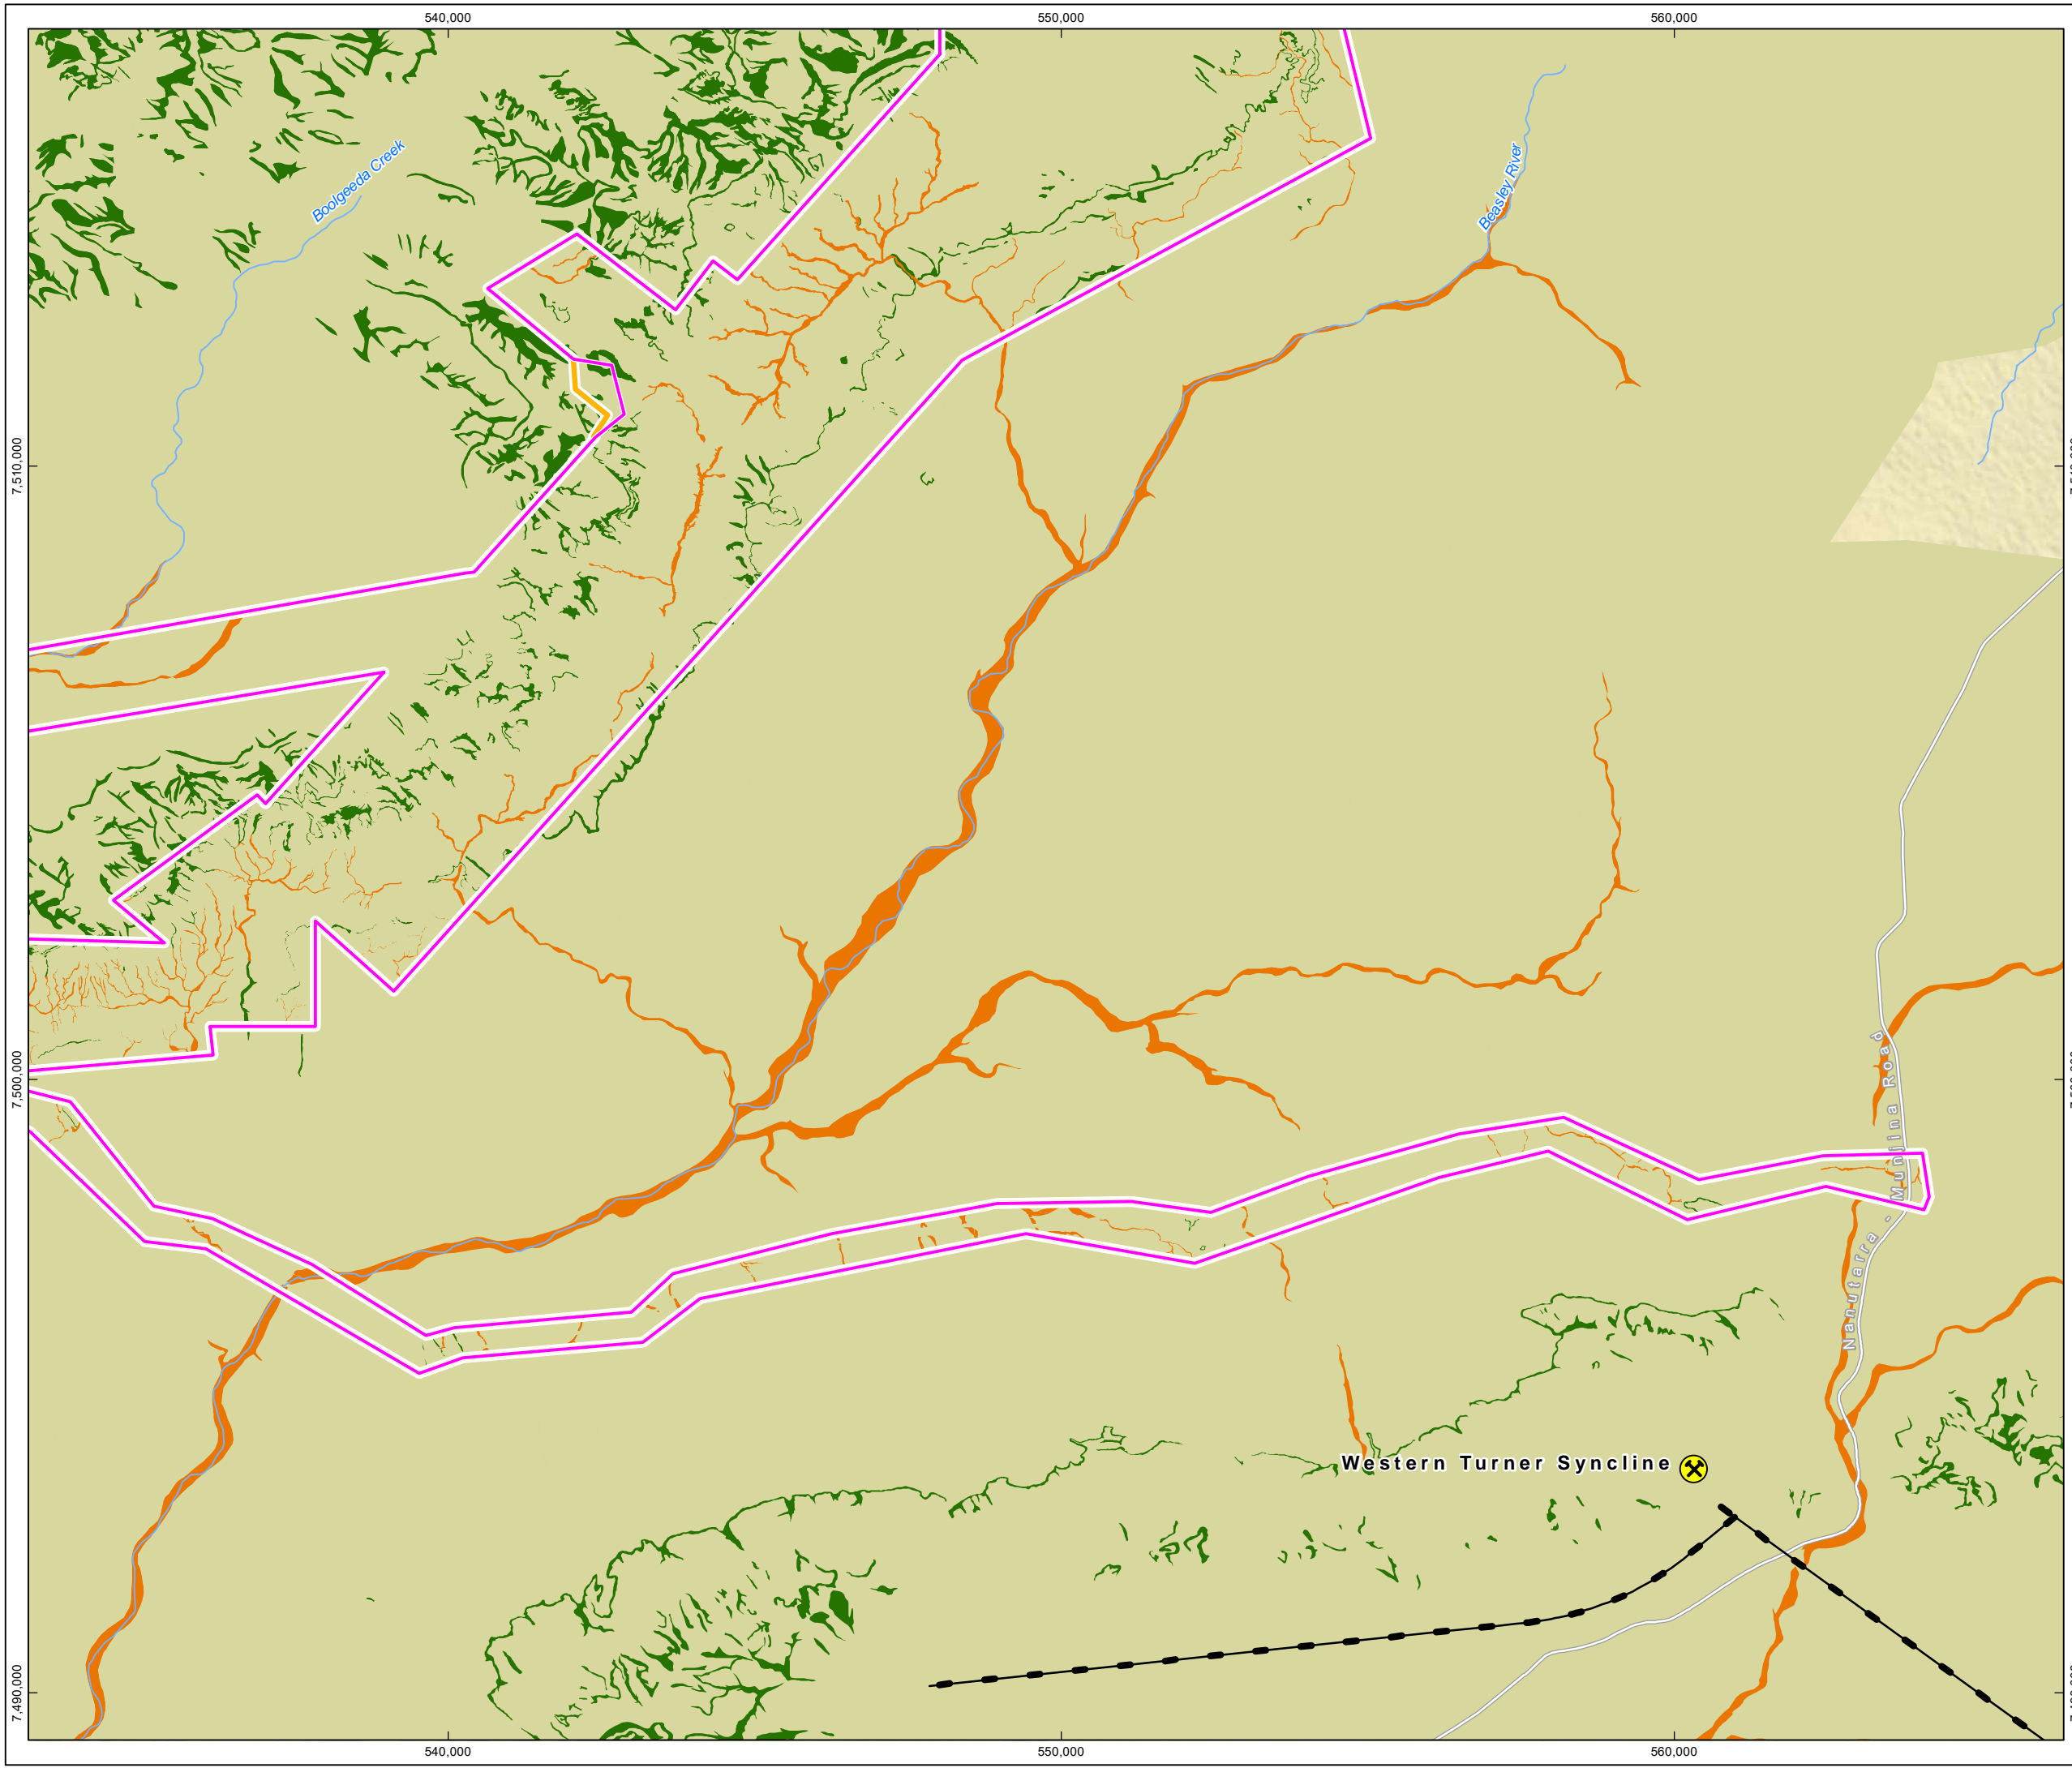 540,000
550,000
560,000
Boolgeeda Creek
Beasley River
7,510,000
7,500,000
Nanutarra - Munjina Road
Western Turner Syncline
7,490,000
540,000
550,000
560,000